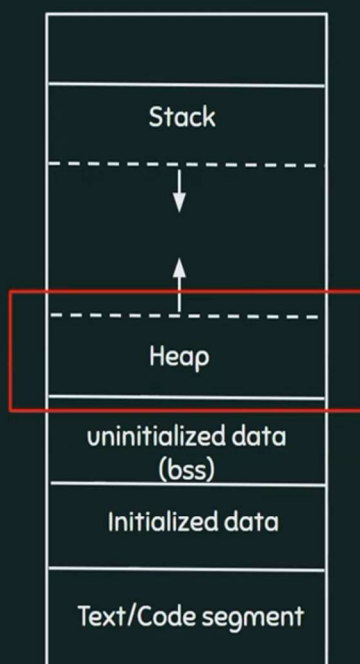 Stack
Heap
uninitialized data
(bss)
Initialized data
Text/Code segment